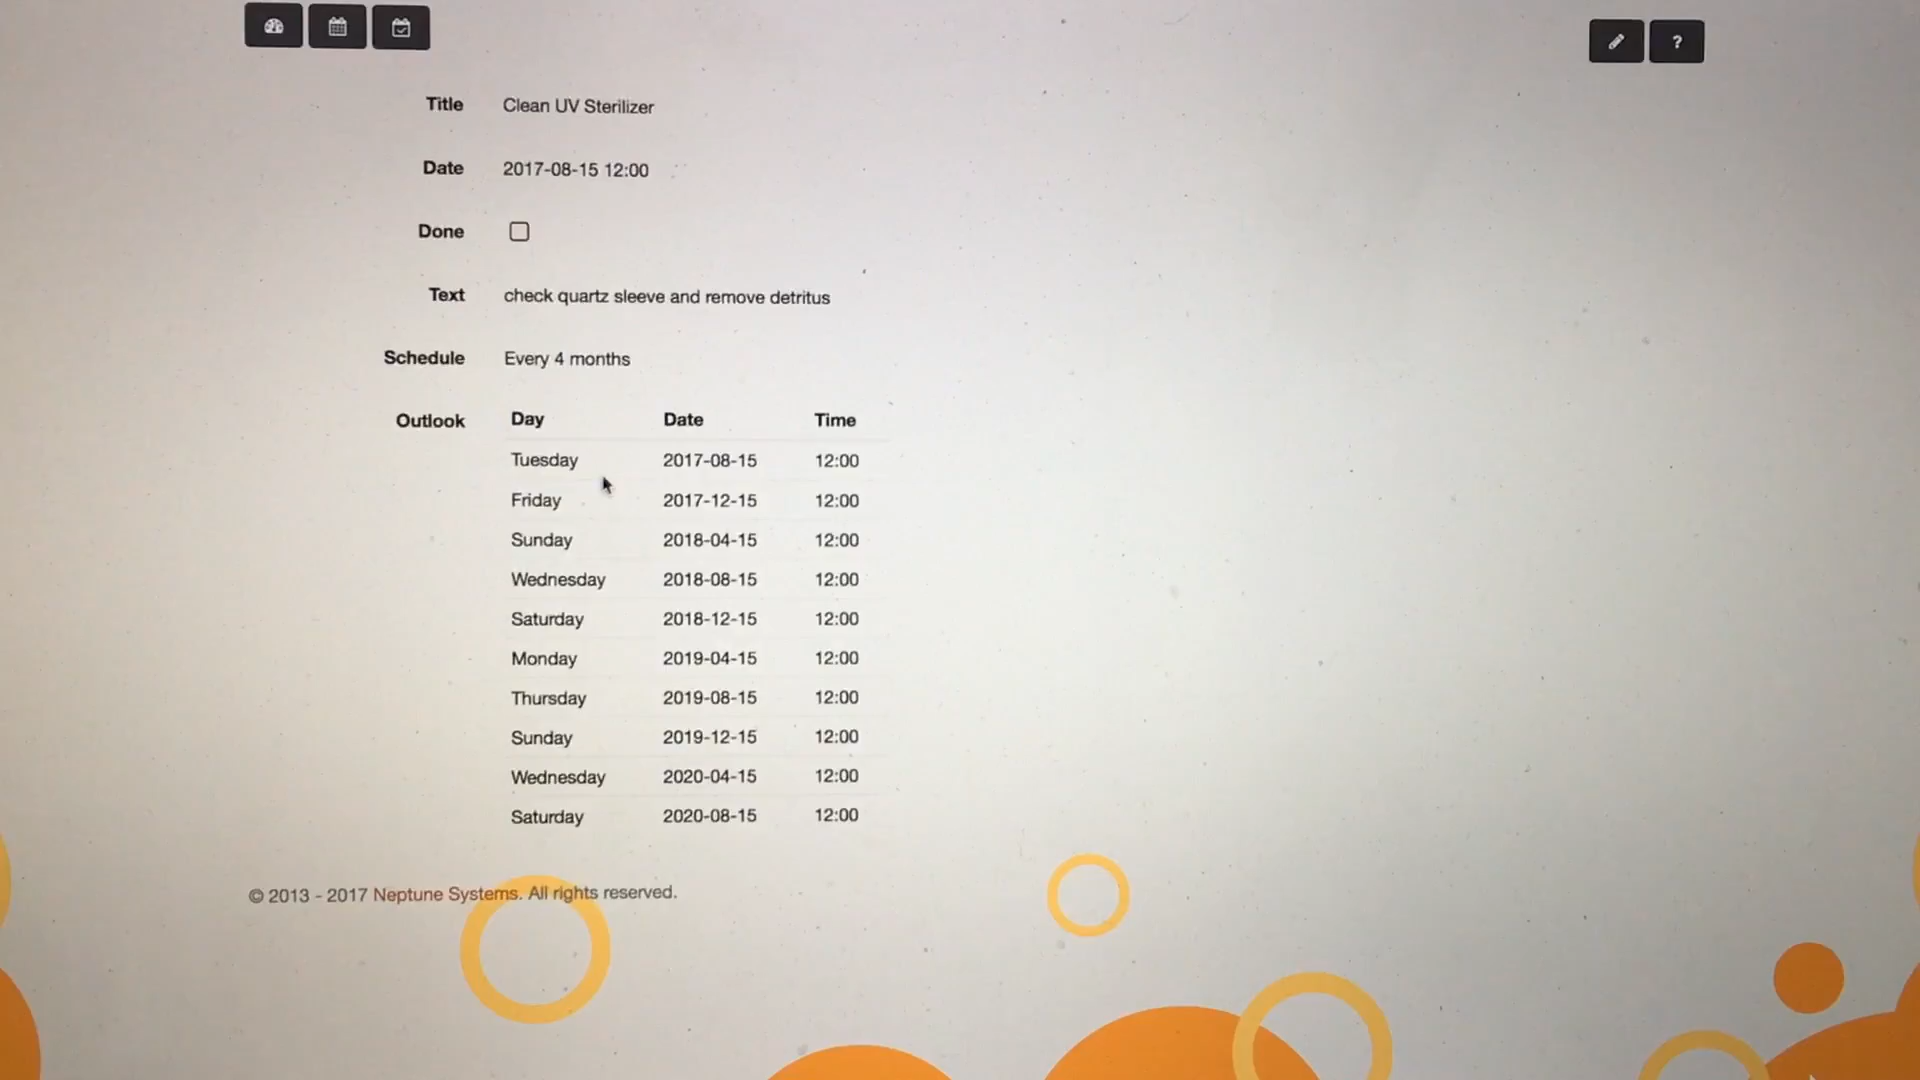 ?
Title Clean UV Sterilizer
Date 2017-08-15 12:00
Done
Text check quartz sleeve and remove detritus
Schedule Every 4 months
Outlook Day Date Time
Tuesday 2017-08-15 12:00
Friday 2017-12-15 12:00
Sunday 2018-04-15 12:00
Wednesday 2018-08-15 12:00
Saturday 2018-12-15 12:00
Monday 2019-04-15 12:00
Thursday 2019-08-15 12:00
Sunday 2019-12-15 12:00
Wednesday 2020-04-15 12:00
Saturday 2020-08-15 12:00
© 2013 - 2017 Neptune Systems. All rights reserved.